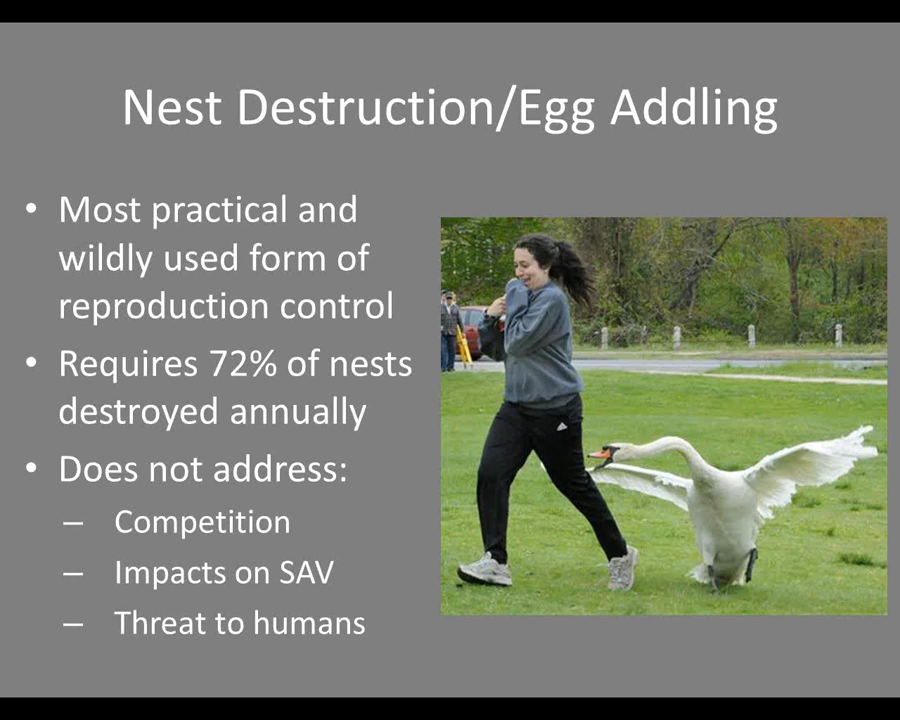 Nest Destruction/Egg Addling
• Most practical and
wildly used form of
reproduction control
• Requires 72% of nests
destroyed annually
• Does not address:
– Competition
– Impacts on SAV
– Threat to humans